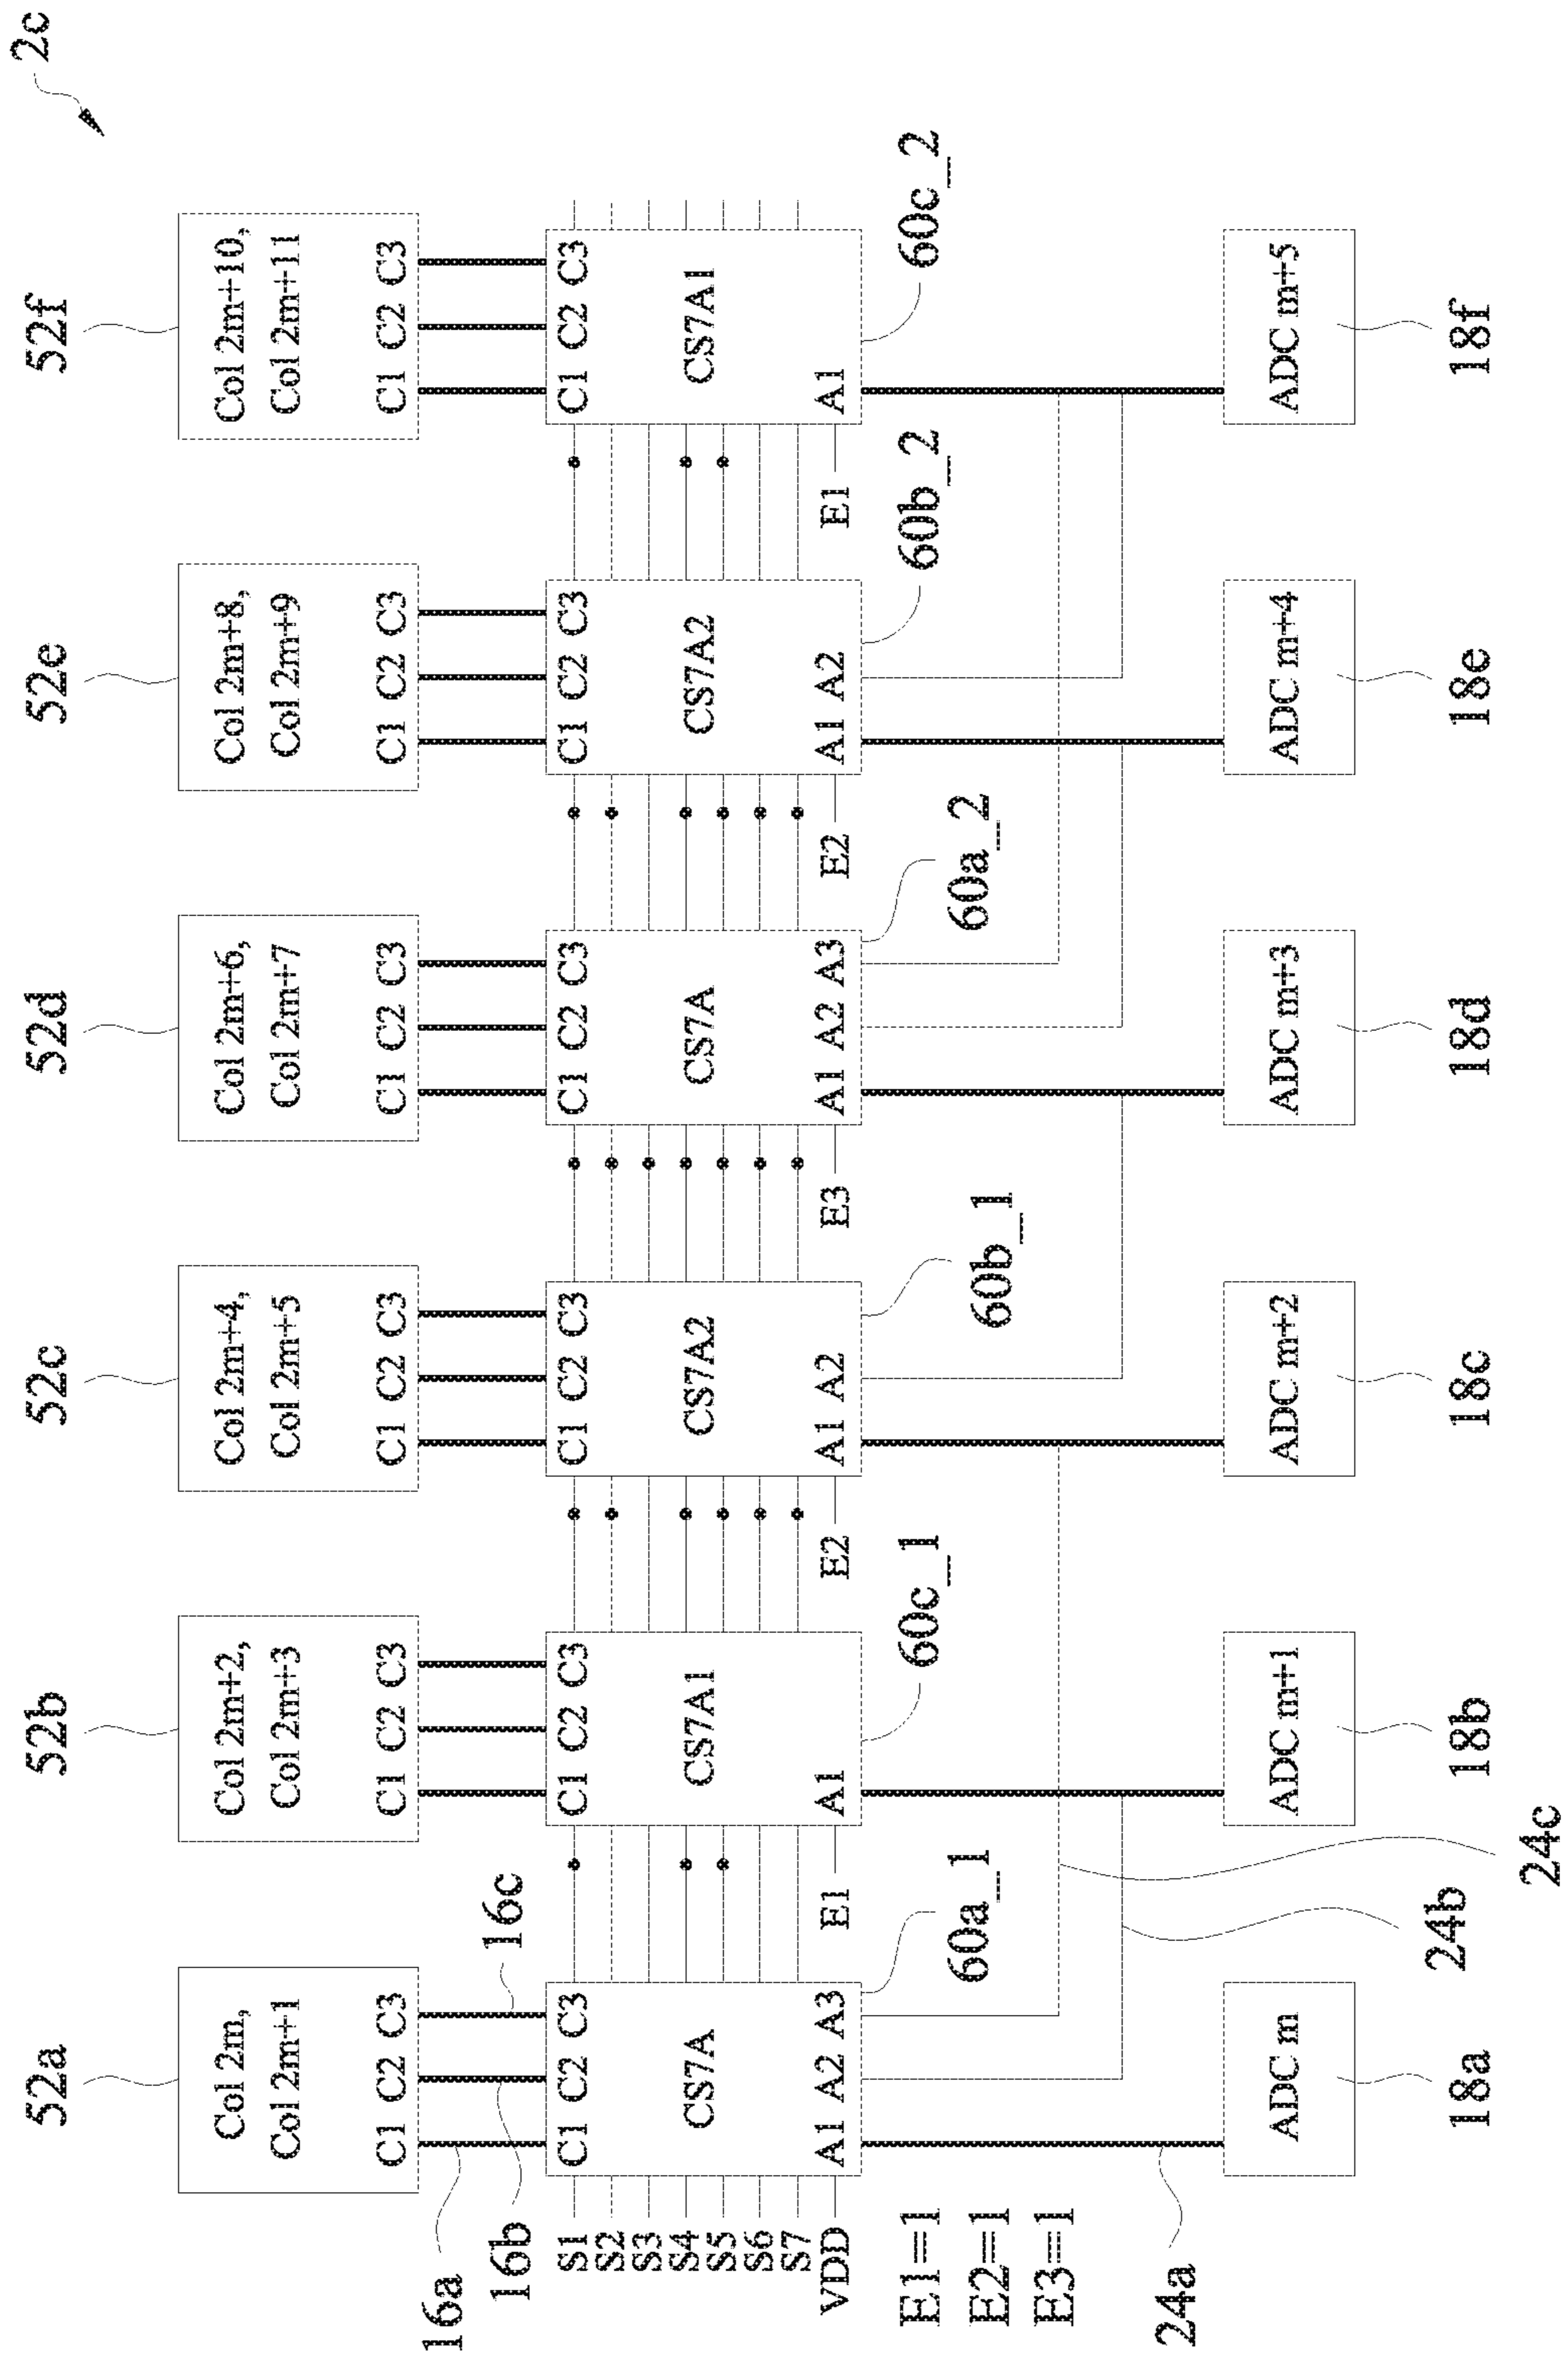 2c
52a
52b
52c
52d
52e
52f
Col 2m,
Col 2m+1
C1 C2 C3
Col 2m+2,
Col 2m+3
C1 C2 C3
Col 2m+4,
Col 2m+5
C1 C2 C3
Col 2m+6,
Col 2m+7
C1 C2 C3
Col 2m+8,
Col 2m+9
C1 C2 C3
Col 2m+10,
Col 2m+11
C1 C2 C3
16a
16b
16c
S1
S2
S3
S4
S5
S6
S7
VDD
C1 C2 C3
CS7A
A1 A2 A3
E1
C1 C2 C3
CS7A1
A1
E2
C1 C2 C3
CS7A2
A1 A2
E3
C1 C2 C3
CS7A
A1 A2 A3
E2
C1 C2 C3
CS7A2
A1 A2
E1
C1 C2 C3
CS7A1
A1
60a_1
60c_1
60b_1
60a_2
60b_2
60c_2
E1=1
E2=1
E3=1
24a
24b
24c
ADC m
ADC m+1
ADC m+2
ADC m+3
ADC m+4
ADC m+5
18a
18b
18c
18d
18e
18f